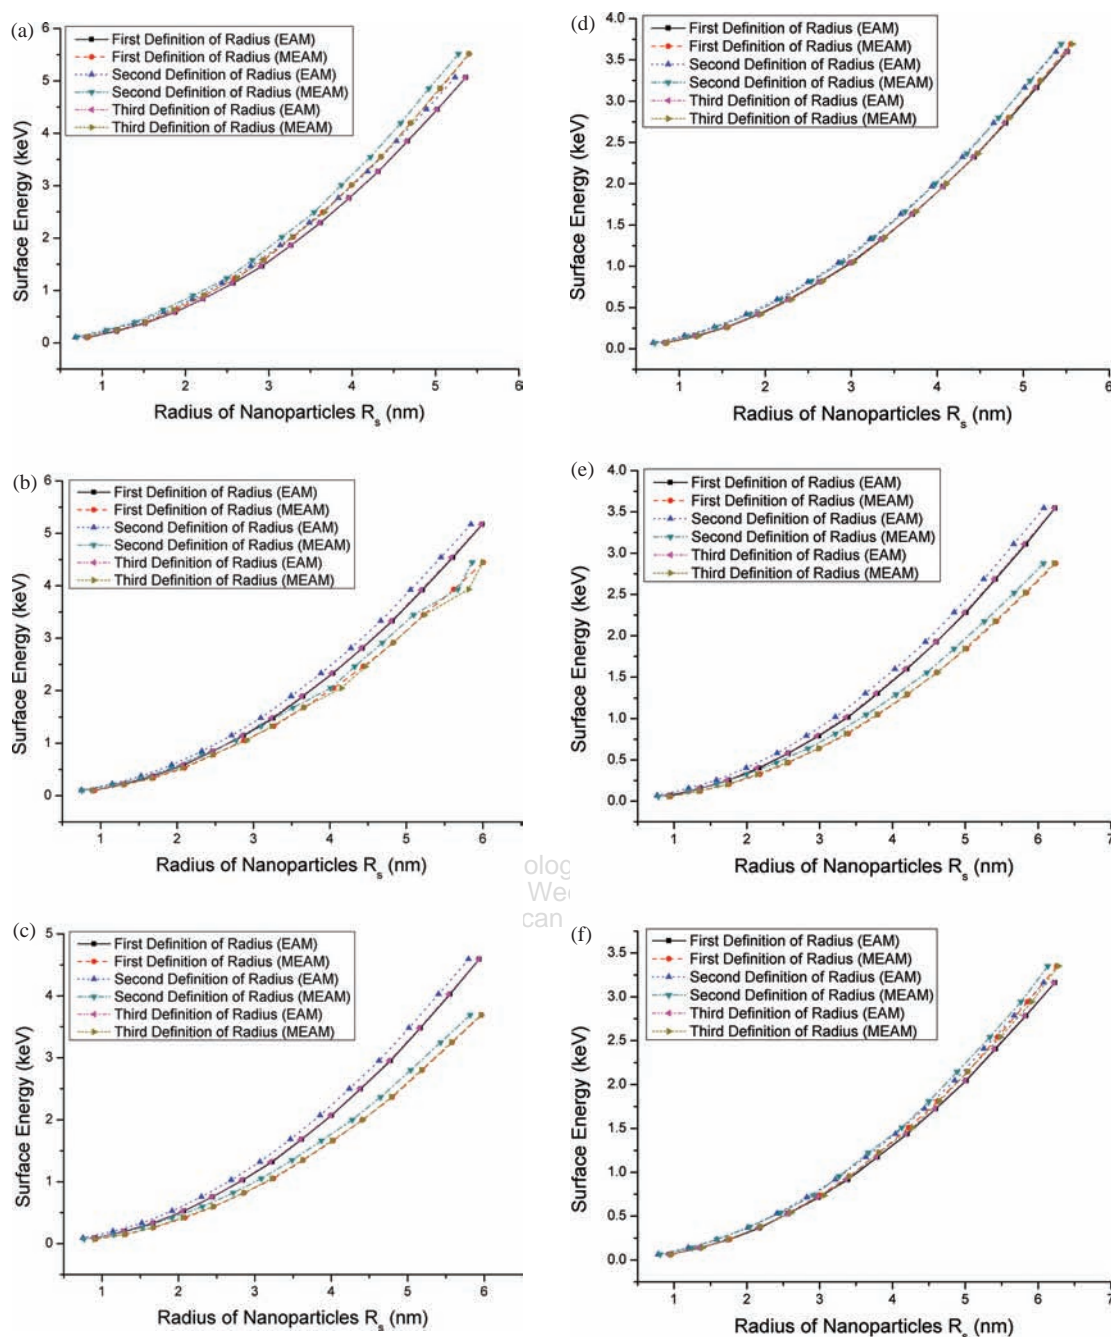 (a)
First Definition of Radius (EAM)
First Definition of Radius (MEAM)
Second Definition of Radius (EAM)
Second Definition of Radius (MEAM)
Third Definition of Radius (EAM)
Third Definition of Radius (MEAM)
Surface Energy (keV)
6
5
4
3
2
1
0
1 2 3 4 5 6
Radius of Nanoparticles Rs (nm)
(d)
First Definition of Radius (EAM)
First Definition of Radius (MEAM)
Second Definition of Radius (EAM)
Second Definition of Radius (MEAM)
Third Definition of Radius (EAM)
Third Definition of Radius (MEAM)
Surface Energy (keV)
4.0
3.5
3.0
2.5
2.0
1.5
1.0
0.5
0.0
1 2 3 4 5 6
Radius of Nanoparticles Rs (nm)
(b)
First Definition of Radius (EAM)
First Definition of Radius (MEAM)
Second Definition of Radius (EAM)
Second Definition of Radius (MEAM)
Third Definition of Radius (EAM)
Third Definition of Radius (MEAM)
Surface Energy (keV)
6
5
4
3
2
1
0
1 2 3 4 5 6
Radius of Nanoparticles Rs (nm)
(e)
First Definition of Radius (EAM)
First Definition of Radius (MEAM)
Second Definition of Radius (EAM)
Second Definition of Radius (MEAM)
Third Definition of Radius (EAM)
Third Definition of Radius (MEAM)
Surface Energy (keV)
4.0
3.5
3.0
2.5
2.0
1.5
1.0
0.5
0.0
1 2 3 4 5 6 7
Radius of Nanoparticles Rs (nm)
(c)
First Definition of Radius (EAM)
First Definition of Radius (MEAM)
Second Definition of Radius (EAM)
Second Definition of Radius (MEAM)
Third Definition of Radius (EAM)
Third Definition of Radius (MEAM)
Surface Energy (keV)
5
4
3
2
1
0
1 2 3 4 5 6
Radius of Nanoparticles Rs (nm)
(f)
First Definition of Radius (EAM)
First Definition of Radius (MEAM)
Second Definition of Radius (EAM)
Second Definition of Radius (MEAM)
Third Definition of Radius (EAM)
Third Definition of Radius (MEAM)
Surface Energy (keV)
3.5
3.0
2.5
2.0
1.5
1.0
0.5
0.0
1 2 3 4 5 6 7
Radius of Nanoparticles Rs (nm)